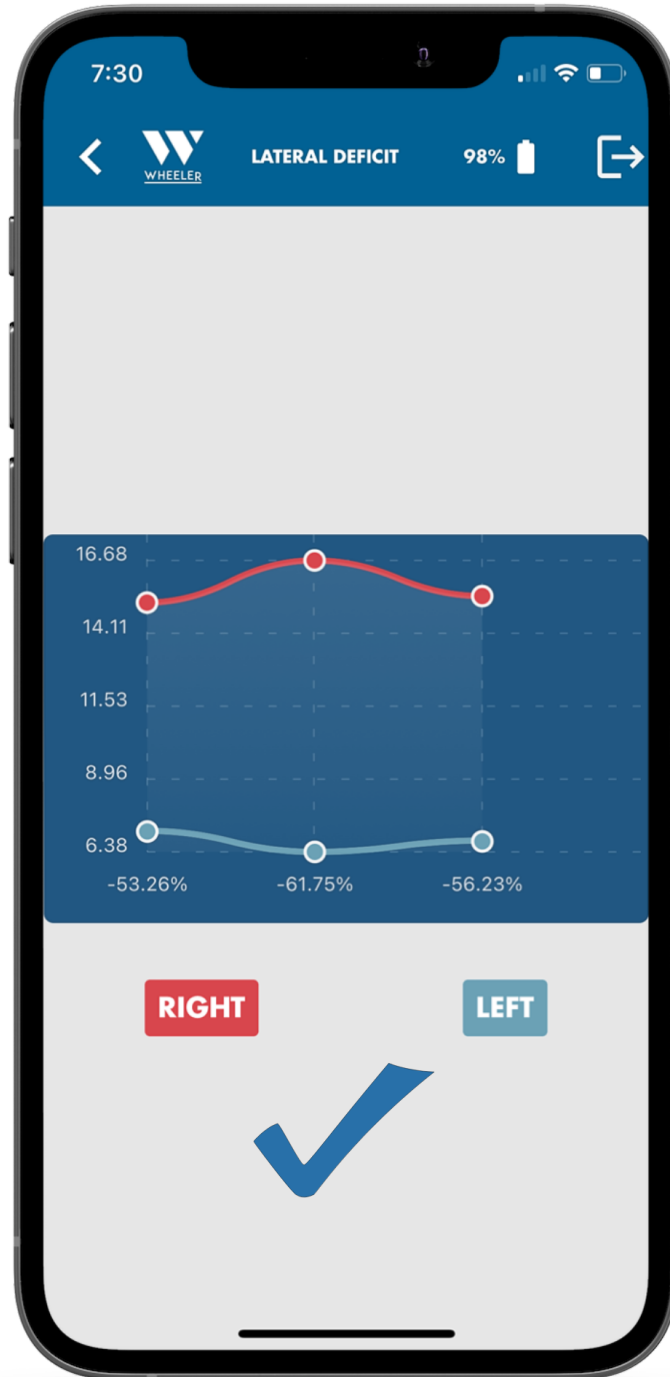 7:30
WHEELER
LATERAL DEFICIT
98%
16.68
14.11
11.53
8.96
6.38
-53.26% -61.75% -56.23%
RIGHT LEFT